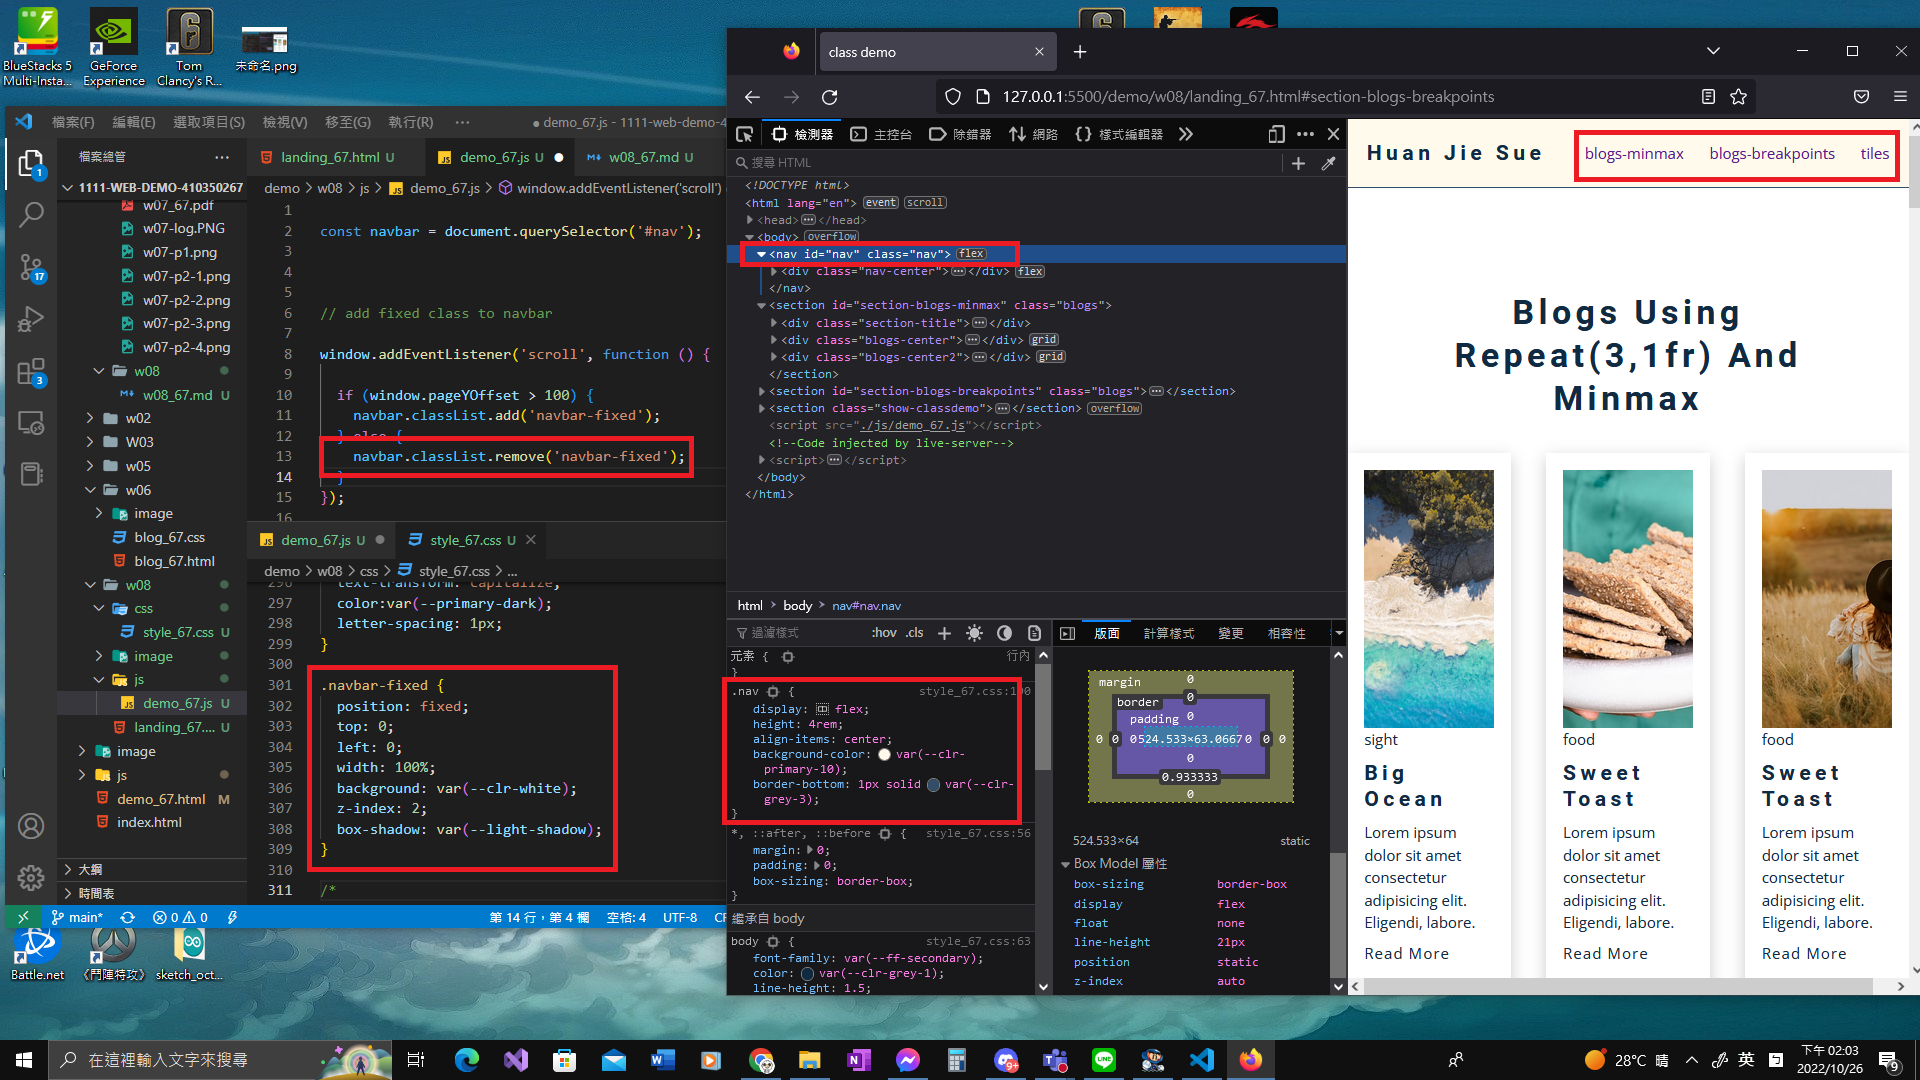 BlueStacks 5
Multi-Insta...
GeForce
Experience
Tom
Clancy's R...
未命名.png
檔案(F) 編輯(E) 選取項目(S) 檢視(V) 移至(G) 執行(R) ··· ● demo_67.js - 1111-web-demo-4
檔案總管 ···
1111-WEB-DEMO-410350267
w07_67.pdf
w07-log.PNG
w07-p1.png
w07-p2-1.png
w07-p2-2.png
w07-p2-3.png
w07-p2-4.png
w08
w08_67.md U
w02
W03
w05
w06
image
blog_67.css
blog_67.html
w08
css
style_67.css U
image
js
demo_67.js U
landing_67.... U
image
js
demo_67.html M
index.html
大綱
時間表
1
17
3
landing_67.html U
demo_67.js U ●
w08_67.md U
demo > w08 > js > demo_67.js > window.addEventListener('scroll')
1
2 const navbar = document.querySelector('#nav');
3
4
5
6 // add fixed class to navbar
7
8 window.addEventListener('scroll', function () {
9
10 if (window.pageYOffset > 100) {
11 navbar.classList.add('navbar-fixed');
12 } else {
13 navbar.classList.remove('navbar-fixed');
14 }
15 });
16
demo_67.js U ●
style_67.css U
demo > w08 > css > style_67.css > ...
296 text-transform: capitalize;
297 color:var(--primary-dark);
298 letter-spacing: 1px;
299 }
300
301 .navbar-fixed {
302 position: fixed;
303 top: 0;
304 left: 0;
305 width: 100%;
306 background: var(--clr-white);
307 z-index: 2;
308 box-shadow: var(--light-shadow);
309 }
310
311 /*
main* 0 0 第 14 行，第 4 欄 空格: 4 UTF-8
Battle.net
《鬥陣特攻》
sketch_oct...
class demo
127.0.0.1:5500/demo/w08/landing_67.html#section-blogs-breakpoints
檢測器 主控台 除錯器 網路 樣式編輯器
搜尋 HTML
<!DOCTYPE html>
<html lang="en"> event scroll
<head>···</head>
<body> overflow
<nav id="nav" class="nav"> flex
<div class="nav-center">···</div> flex
</nav>
<section id="section-blogs-minmax" class="blogs">
<div class="section-title">···</div>
<div class="blogs-center">···</div> grid
<div class="blogs-center2">···</div> grid
</section>
<section id="section-blogs-breakpoints" class="blogs">···</section>
<section class="show-classdemo">···</section> overflow
<script src="./js/demo_67.js"></script>
<!--Code injected by live-server-->
<script>···</script>
</body>
</html>
html > body > nav#nav.nav
過濾樣式 :hov .cls
元素 { 行內
}
.nav { style_67.css:190
display: flex;
height: 4rem;
align-items: center;
background-color: var(--clr-
primary-10);
border-bottom: 1px solid var(--clr-
grey-3);
}
*, ::after, ::before { style_67.css:56
margin: 0;
padding: 0;
box-sizing: border-box;
}
繼承自 body
body { style_67.css:63
font-family: var(--ff-secondary);
color: var(--clr-grey-1);
line-height: 1.5;
版面 計算樣式 變更 相容性
margin 0
border 0
padding 0
0 0 0 524.533×63.0667 0 0 0
0
0.933333
0
524.533×64 static
Box Model 屬性
box-sizing border-box
display flex
float none
line-height 21px
position static
z-index auto
Huan Jie Sue
blogs-minmax blogs-breakpoints tiles
Blogs Using
Repeat(3,1fr) And
Minmax
sight
Big
Ocean
Lorem ipsum
dolor sit amet
consectetur
adipisicing elit.
Eligendi, labore.
Read More
food
Sweet
Toast
Lorem ipsum
dolor sit amet
consectetur
adipisicing elit.
Eligendi, labore.
Read More
food
Sweet
Toast
Lorem ipsum
dolor sit amet
consectetur
adipisicing elit.
Eligendi, labore.
Read More
在這裡輸入文字來搜尋
9+
28°C 晴
英
下午 02:03
2022/10/26
9